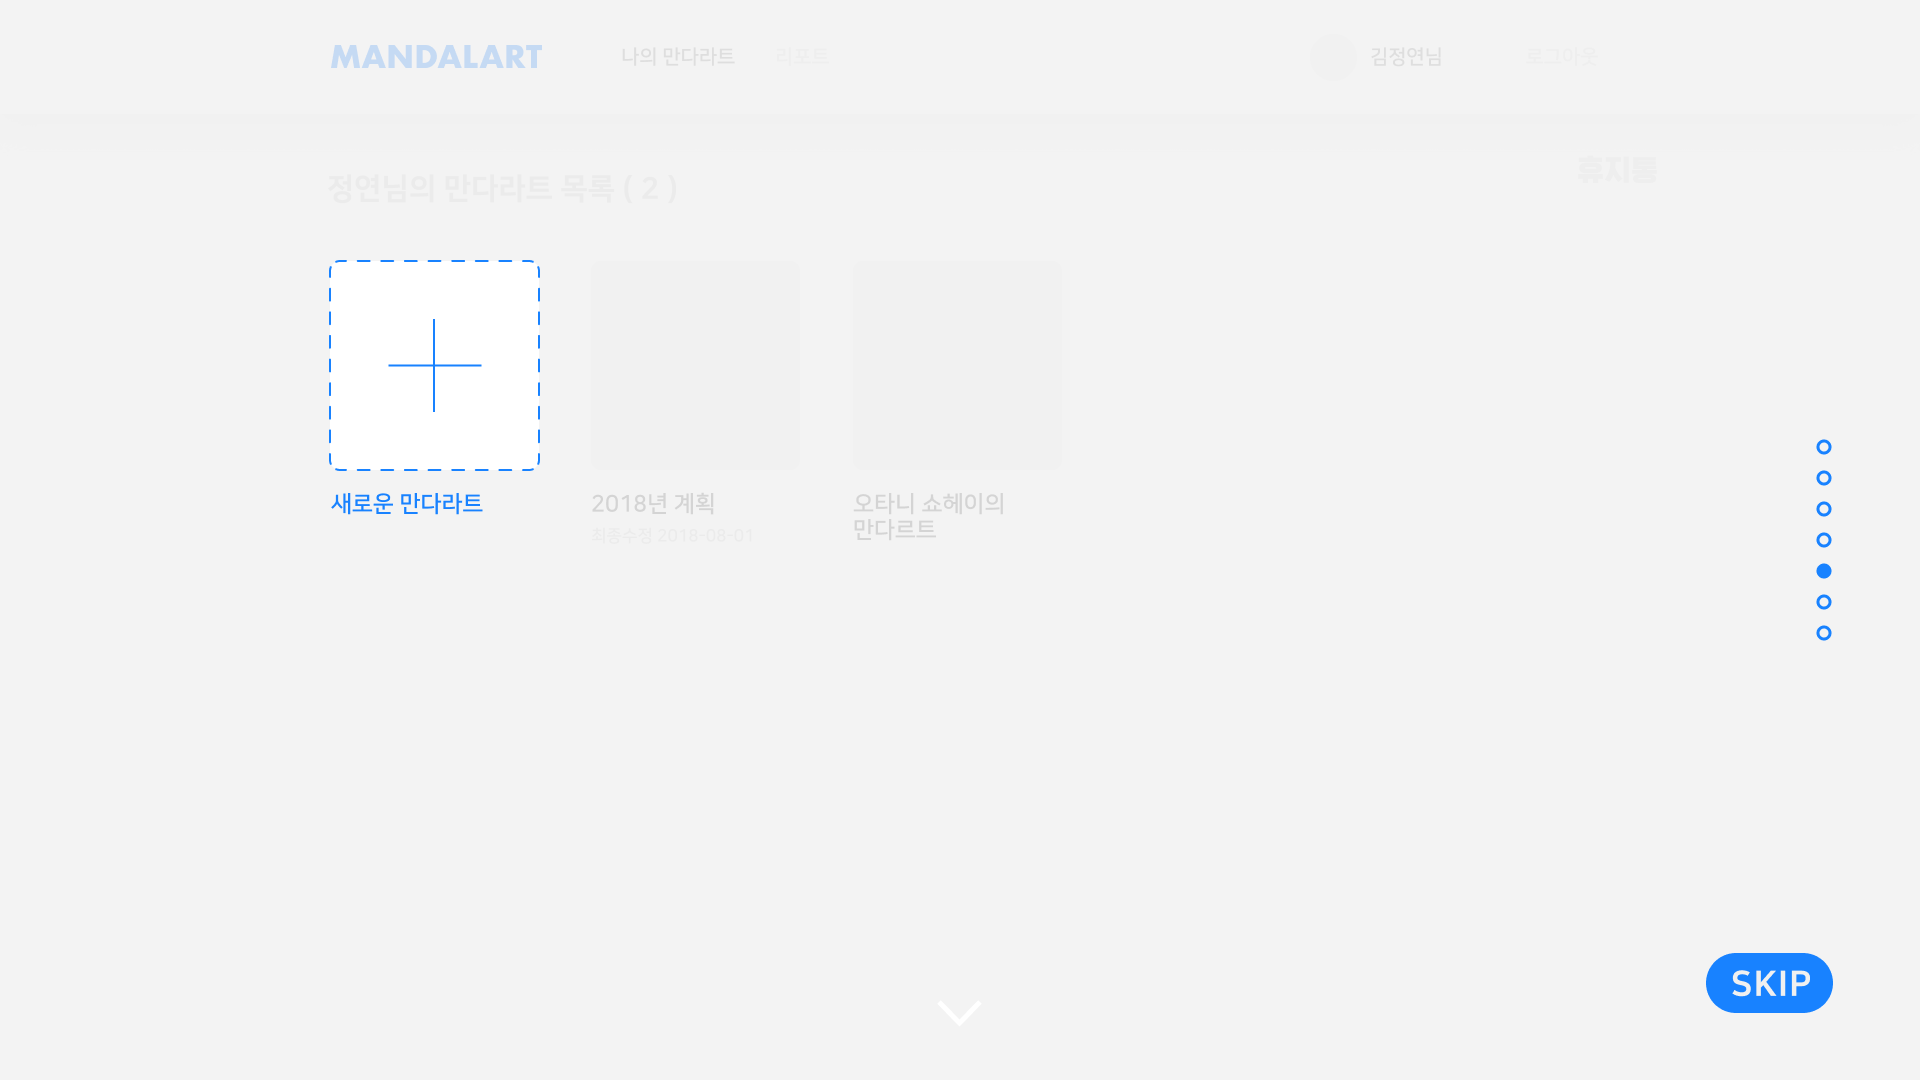 MANDALART
나의 만다라트
리포트
김정연님
로그아웃
휴지통
정연님의 만다라트 목록 ( 2 )
새로운 만다라트
2018년 계획
최종수정 2018-08-01
오타니 쇼헤이의
만다르트
SKIP